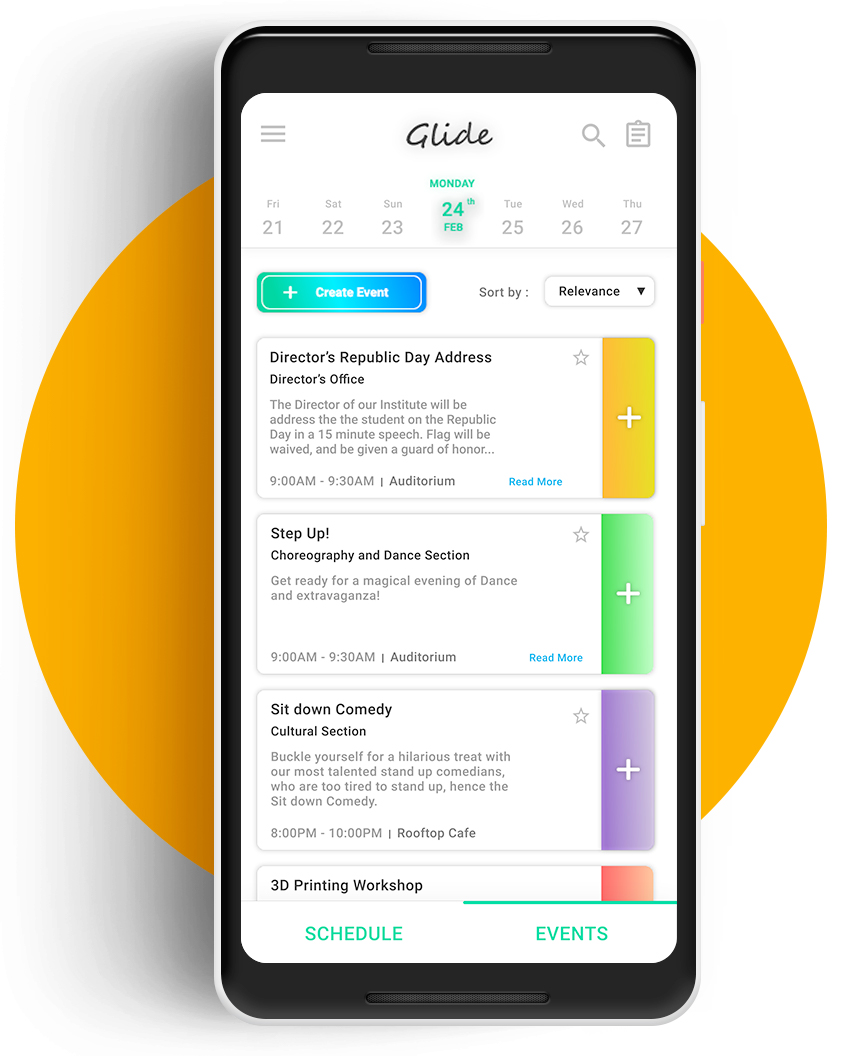 Glide
MONDAY
Fri Sat Sun 24th Tue Wed Thu
21 22 23 FEB 25 26 27
Create Event
Sort by :
Relevance
Director’s Republic Day Address
Director’s Office
The Director of our Institute will be
address the the student on the Republic
Day in a 15 minute speech. Flag will be
waived, and be given a guard of honor...
9:00AM - 9:30AM | Auditorium
Read More
Step Up!
Choreography and Dance Section
Get ready for a magical evening of Dance
and extravaganza!
9:00AM - 9:30AM | Auditorium
Read More
Sit down Comedy
Cultural Section
Buckle yourself for a hilarious treat with
our most talented stand up comedians,
who are too tired to stand up, hence the
Sit down Comedy.
8:00PM - 10:00PM | Rooftop Cafe
3D Printing Workshop
SCHEDULE
EVENTS